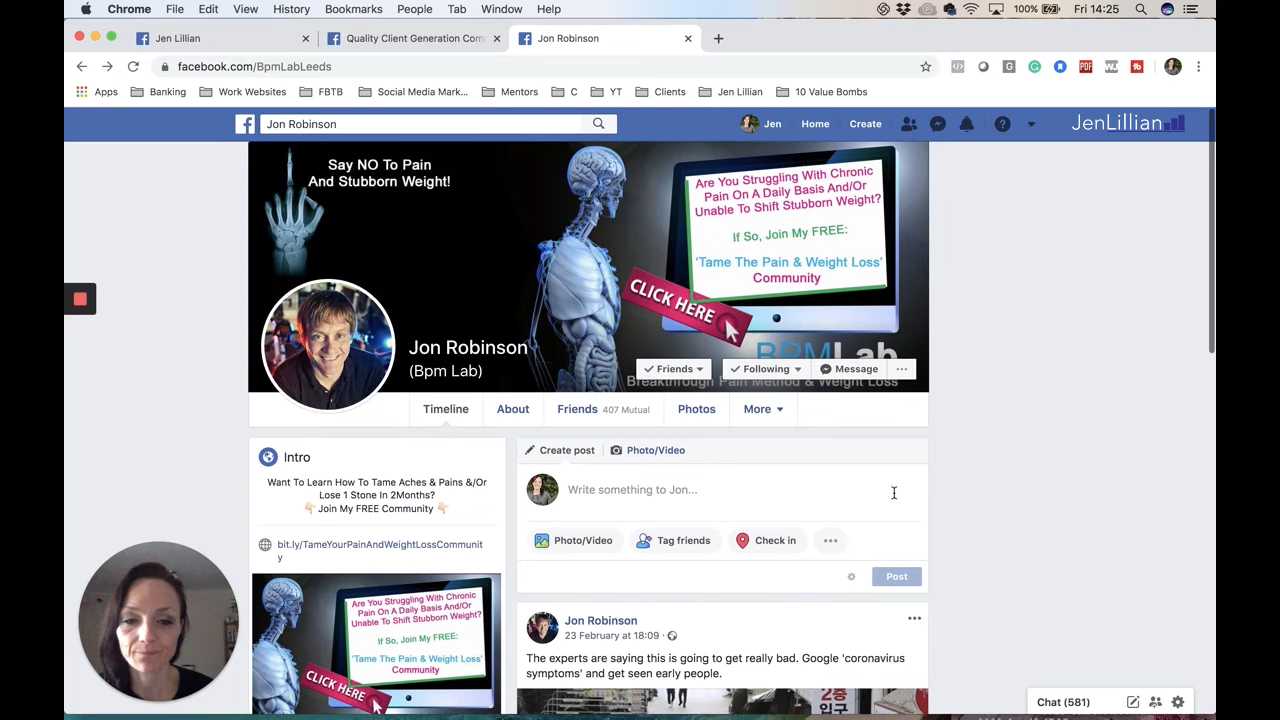 Chrome File Edit View History Bookmarks People Tab Window Help 100% Fri 14:25
Jen Lillian Quality Client Generation Com Jon Robinson
facebook.com/BpmLabLeeds
Apps Banking Work Websites FBTB Social Media Mark... Mentors C YT Clients Jen Lillian 10 Value Bombs
Jon Robinson Jen Home Create JenLillian
Say NO To Pain
And Stubborn Weight!
Are You Struggling With Chronic
Pain On A Daily Basis And/Or
Unable To Shift Stubborn Weight?
If So, Join My FREE:
'Tame The Pain & Weight Loss'
Community
CLICK HERE
BPMLab
Breakthrough Pain Method & Weight Loss
Jon Robinson
(Bpm Lab)
Friends Following Message
Timeline About Friends 407 Mutual Photos More
Intro
Want To Learn How To Tame Aches & Pains &/Or
Lose 1 Stone In 2Months?
Join My FREE Community
bit.ly/TameYourPainAndWeightLossCommunit
y
Are You Struggling With Chronic
Pain On A Daily Basis And/Or
Unable To Shift Stubborn Weight?
If So, Join My FREE:
'Tame The Pain & Weight Loss'
Community
CLICK HERE
Create post Photo/Video
Write something to Jon...
Photo/Video Tag friends Check in
Post
Jon Robinson
23 February at 18:09
The experts are saying this is going to get really bad. Google 'coronavirus
symptoms' and get seen early people.
2층
입구
Chat (581)